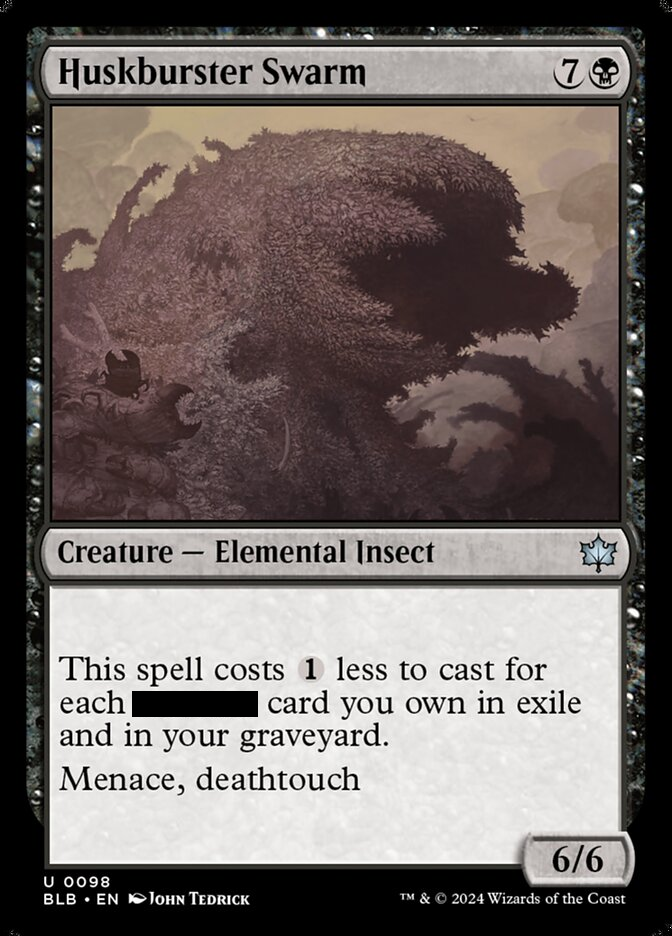 Huskburster Swarm 7
Creature — Elemental Insect
This spell costs 1 less to cast for
each card you own in exile
and in your graveyard.
Menace, deathtouch
6/6
U 0098
BLB • EN JOHN TEDRICK
™ & © 2024 Wizards of the Coast